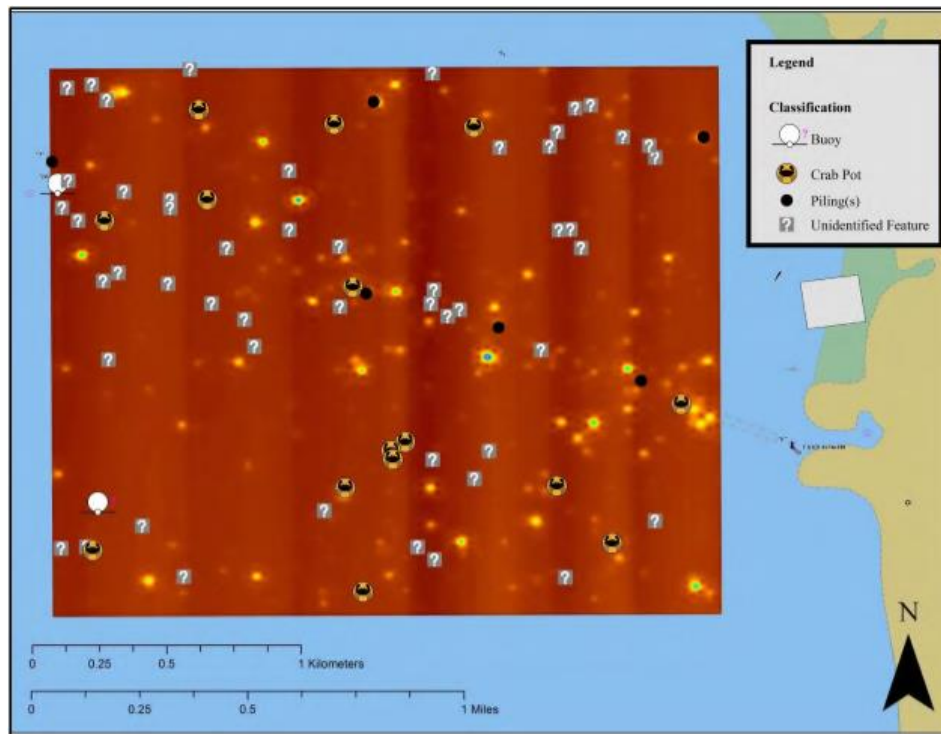 Legend
Classification
? Buoy
Crab Pot
Piling(s)
? Unidentified Feature
N
0 0.25 0.5 1 Kilometers
0 0.25 0.5 1 Miles